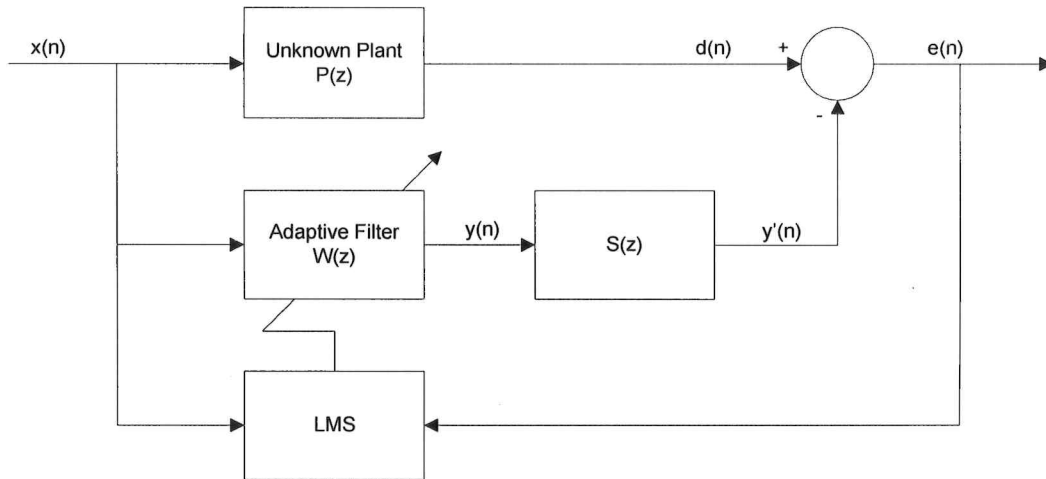 x(n)
Unknown Plant
P(z)
d(n)
+
e(n)
-
Adaptive Filter
W(z)
y(n)
S(z)
y'(n)
LMS